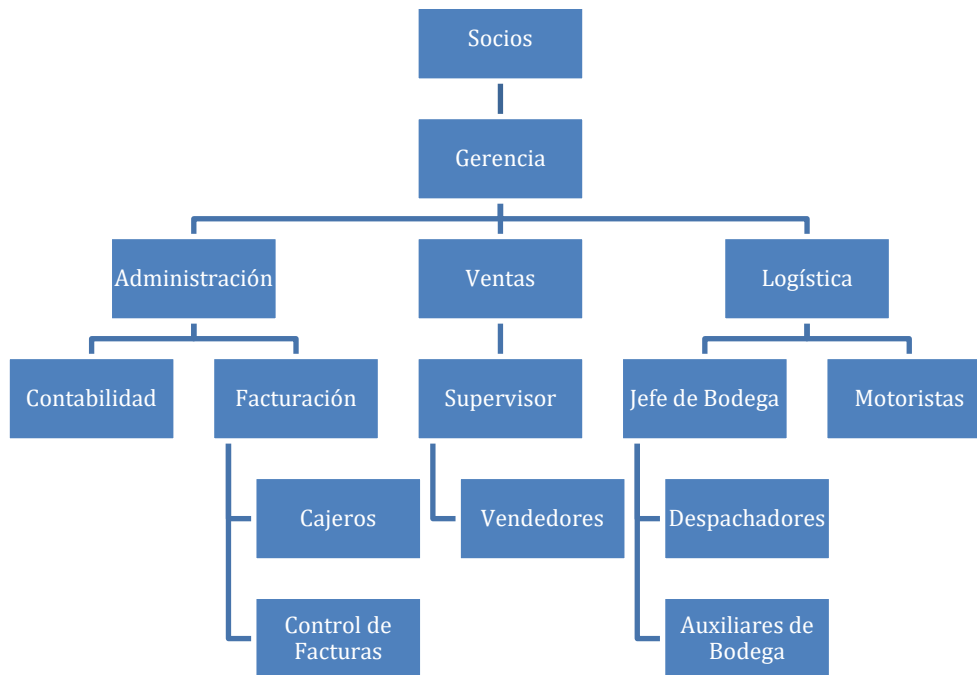 Socios
Gerencia
Administración
Ventas
Logística
Contabilidad
Facturación
Supervisor
Jefe de Bodega
Motoristas
Cajeros
Vendedores
Despachadores
Control de
Facturas
Auxiliares de
Bodega